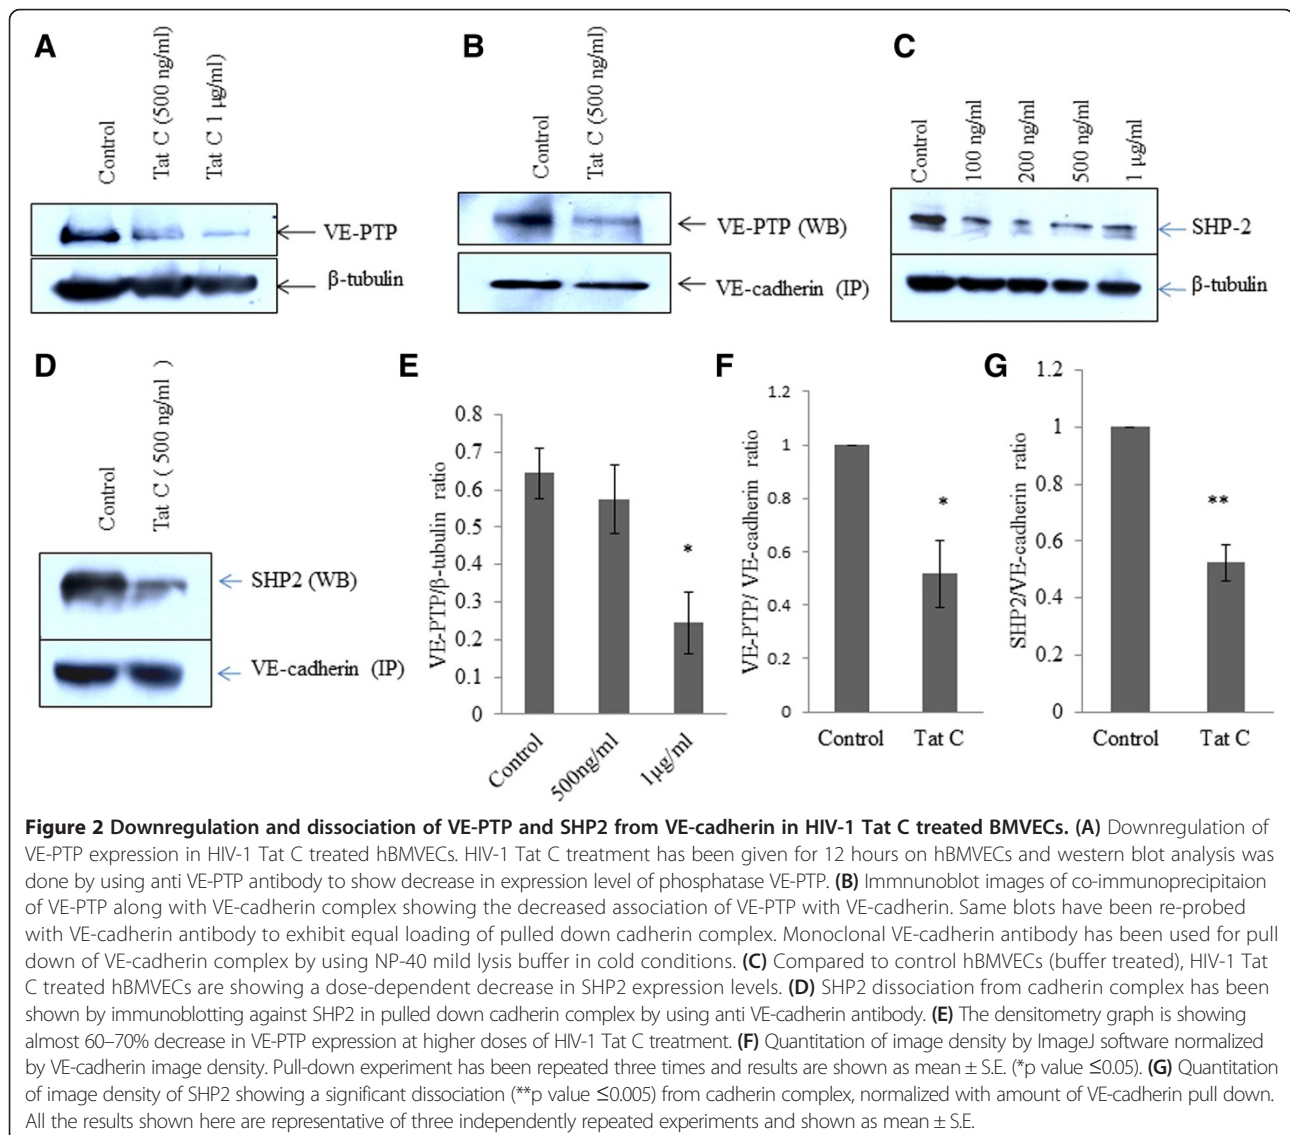 A
Control
Tat C (500 ng/ml)
Tat C 1 µg/ml)
VE-PTP
β-tubulin
B
Control
Tat C (500 ng/ml)
VE-PTP (WB)
VE-cadherin (IP)
C
Control
100 ng/ml
200 ng/ml
500 ng/ml
1 µg/ml
SHP-2
β-tubulin
D
Control
Tat C ( 500 ng/ml )
SHP2 (WB)
VE-cadherin (IP)
E
VE-PTP/β-tubulin ratio
0.8
0.7
0.6
0.5
0.4
0.3
0.2
0.1
0
*
Control
500ng/ml
1µg/ml
F
VE-PTP/ VE-cadherin ratio
1.2
1
0.8
0.6
0.4
0.2
0
*
Control
Tat C
G
SHP2/VE-cadherin ratio
1.2
1
0.8
0.6
0.4
0.2
0
**
Control
Tat C
Figure 2 Downregulation and dissociation of VE-PTP and SHP2 from VE-cadherin in HIV-1 Tat C treated BMVECs. (A) Downregulation of
VE-PTP expression in HIV-1 Tat C treated hBMVECs. HIV-1 Tat C treatment has been given for 12 hours on hBMVECs and western blot analysis was
done by using anti VE-PTP antibody to show decrease in expression level of phosphatase VE-PTP. (B) Immnunoblot images of co-immunoprecipitaion
of VE-PTP along with VE-cadherin complex showing the decreased association of VE-PTP with VE-cadherin. Same blots have been re-probed
with VE-cadherin antibody to exhibit equal loading of pulled down cadherin complex. Monoclonal VE-cadherin antibody has been used for pull
down of VE-cadherin complex by using NP-40 mild lysis buffer in cold conditions. (C) Compared to control hBMVECs (buffer treated), HIV-1 Tat
C treated hBMVECs are showing a dose-dependent decrease in SHP2 expression levels. (D) SHP2 dissociation from cadherin complex has been
shown by immunoblotting against SHP2 in pulled down cadherin complex by using anti VE-cadherin antibody. (E) The densitometry graph is showing
almost 60–70% decrease in VE-PTP expression at higher doses of HIV-1 Tat C treatment. (F) Quantitation of image density by ImageJ software normalized
by VE-cadherin image density. Pull-down experiment has been repeated three times and results are shown as mean ± S.E. (*p value ≤0.05). (G) Quantitation
of image density of SHP2 showing a significant dissociation (**p value ≤0.005) from cadherin complex, normalized with amount of VE-cadherin pull down.
All the results shown here are representative of three independently repeated experiments and shown as mean ± S.E.